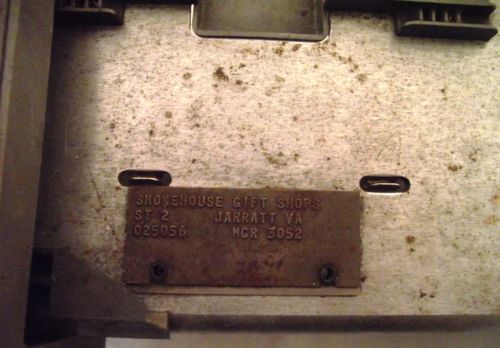 SMOKEHOUSE GIFT SHOPS
ST 2 JARRATT VA
025056 MCR 3052